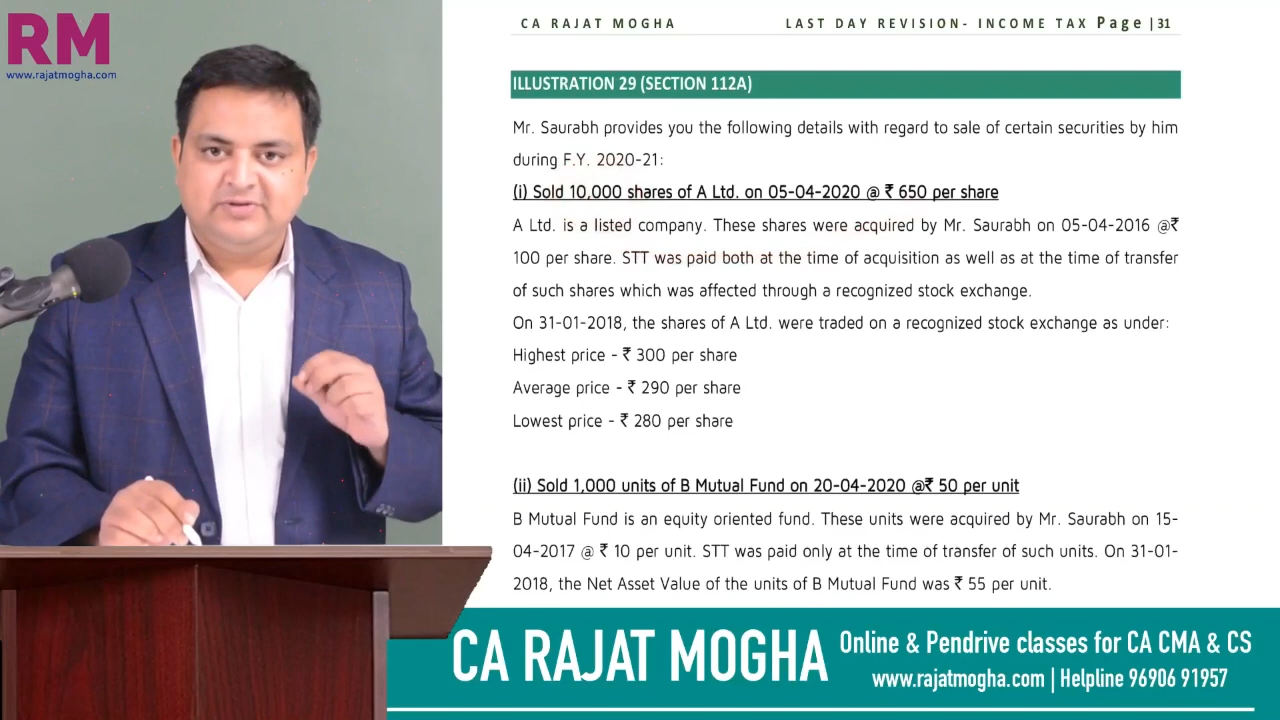 RM
www.rajatmogha.com
CA RAJAT MOGHA LAST DAY REVISION- INCOME TAX Page |31
ILLUSTRATION 29 (SECTION 112A)
Mr. Saurabh provides you the following details with regard to sale of certain securities by him
during F.Y. 2020-21:
(i) Sold 10,000 shares of A Ltd. on 05-04-2020 @ ₹ 650 per share
A Ltd. is a listed company. These shares were acquired by Mr. Saurabh on 05-04-2016 @₹
100 per share. STT was paid both at the time of acquisition as well as at the time of transfer
of such shares which was affected through a recognized stock exchange.
On 31-01-2018, the shares of A Ltd. were traded on a recognized stock exchange as under:
Highest price - ₹ 300 per share
Average price - ₹ 290 per share
Lowest price - ₹ 280 per share
(ii) Sold 1,000 units of B Mutual Fund on 20-04-2020 @₹ 50 per unit
B Mutual Fund is an equity oriented fund. These units were acquired by Mr. Saurabh on 15-
04-2017 @ ₹ 10 per unit. STT was paid only at the time of transfer of such units. On 31-01-
2018, the Net Asset Value of the units of B Mutual Fund was ₹ 55 per unit.
CA RAJAT MOGHA
Online & Pendrive classes for CA CMA & CS
www.rajatmogha.com | Helpline 96906 91957